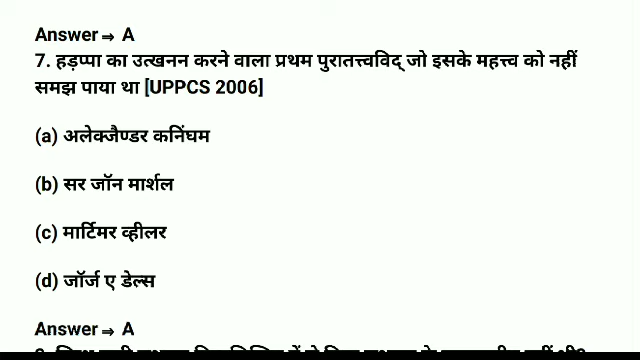 Answer⇒ A
7. हड़प्पा का उत्खनन करने वाला प्रथम पुरातत्त्वविद् जो इसके महत्त्व को नहीं
समझ पाया था [UPPCS 2006]
(a) अलेक्जैण्डर कनिंघम
(b) सर जॉन मार्शल
(c) मार्टिमर व्हीलर
(d) जॉर्ज ए डेल्स
Answer⇒ A